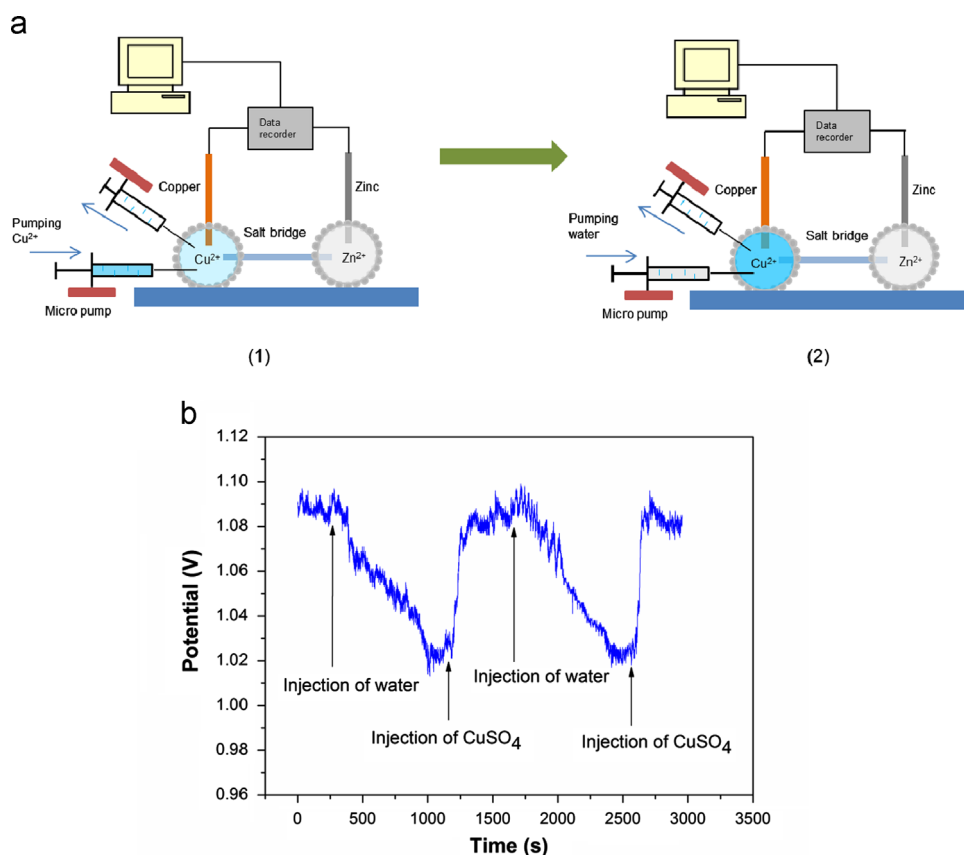 a
Data
recorder
Copper
Zinc
Pumping
Cu²⁺
Salt bridge
Cu²⁺
Zn²⁺
Micro pump
(1)
Data
recorder
Copper
Zinc
Pumping
water
Salt bridge
Cu²⁺
Zn²⁺
Micro pump
(2)
b
1.12
1.10
1.08
1.06
1.04
1.02
1.00
0.98
0.96
Potential (V)
Injection of water
Injection of water
Injection of CuSO₄
Injection of CuSO₄
0 500 1000 1500 2000 2500 3000 3500
Time (s)